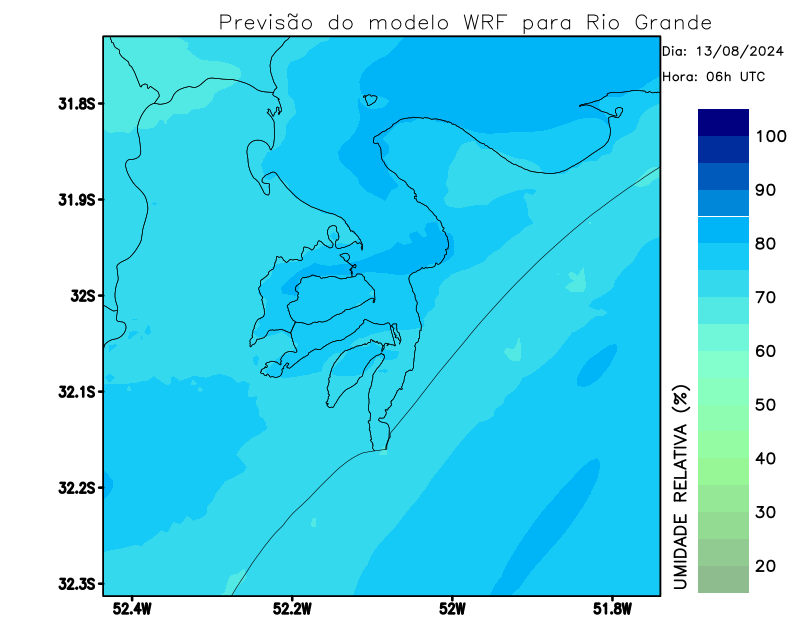 Previsão do modelo WRF para Rio Grande
Dia: 13/08/2024
Hora: 06h UTC
31.8S
31.9S
32S
32.1S
32.2S
32.3S
52.4W
52.2W
52W
51.8W
UMIDADE RELATIVA (%)
100
90
80
70
60
50
40
30
20